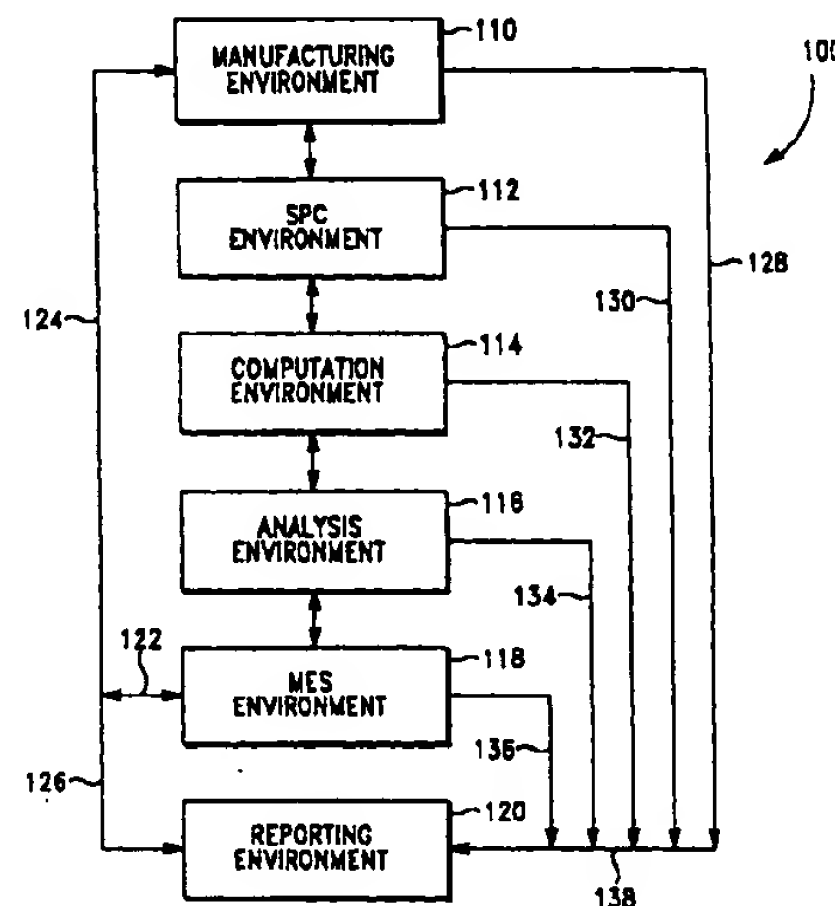 110
MANUFACTURING
ENVIRONMENT
100
112
SPC
ENVIRONMENT
128
130
124
114
COMPUTATION
ENVIRONMENT
132
116
ANALYSIS
ENVIRONMENT
134
122
118
MES
ENVIRONMENT
136
126
120
REPORTING
ENVIRONMENT
138